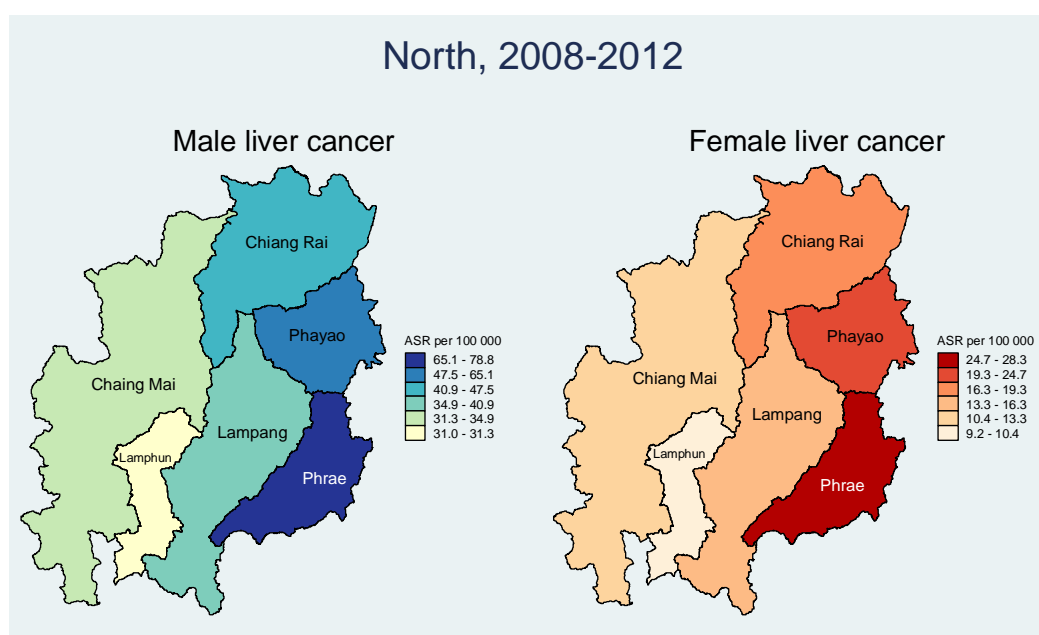 North, 2008-2012
Male liver cancer
Chiang Rai
Phayao
Chaing Mai
Lampang
Lamphun
Phrae
ASR per 100 000
65.1 - 78.8
47.5 - 65.1
40.9 - 47.5
34.9 - 40.9
31.3 - 34.9
31.0 - 31.3
Female liver cancer
Chiang Rai
Phayao
Chiang Mai
Lampang
Lamphun
Phrae
ASR per 100 000
24.7 - 28.3
19.3 - 24.7
16.3 - 19.3
13.3 - 16.3
10.4 - 13.3
9.2 - 10.4